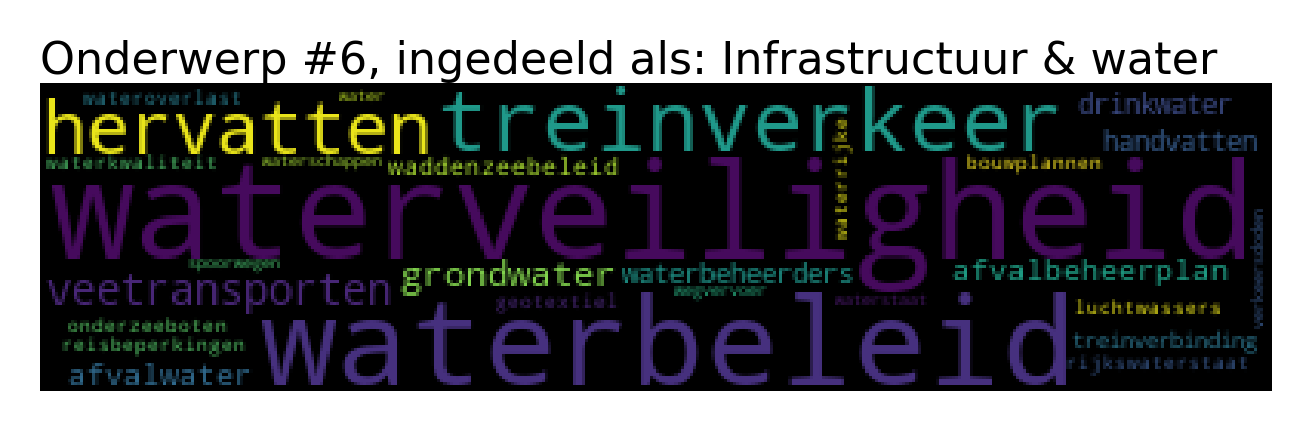 Onderwerp #6, ingedeeld als: Infrastructuur & water
wateroverlast
water
hervatten
treinverkeer
drinkwater
handvatten
waterkwaliteit
waterschappen
waddenzeebeleid
waterrijke
bouwplannen
waterveiligheid
verkeersdoden
spoorwegen
veetransporten
grondwater
waterbeheerders
afvalbeheerplan
wegvervoer
geotextiel
waterstaat
luchtwassers
onderzeeboten
reisbeperkingen
waterbeleid
treinverbinding
rijkswaterstaat
afvalwater